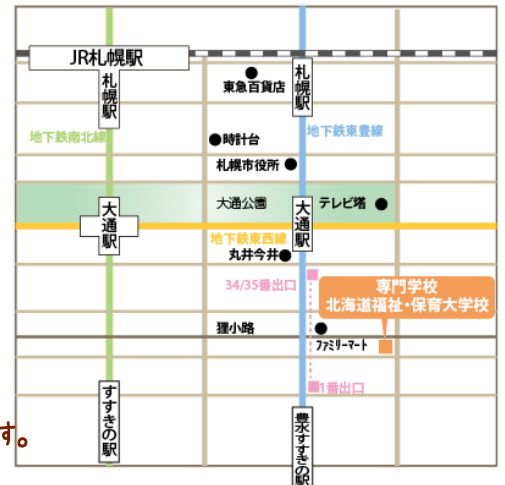 JR札幌駅
札幌駅
札幌駅
東急百貨店
地下鉄南北線
地下鉄東豊線
時計台
札幌市役所
大通公園
テレビ塔
大通駅
大通駅
地下鉄東西線
丸井今井
34/35番出口
専門学校
北海道福祉・保育大学校
狸小路
ファミリーマート
1番出口
すすきの駅
豊水すすきの駅
す。